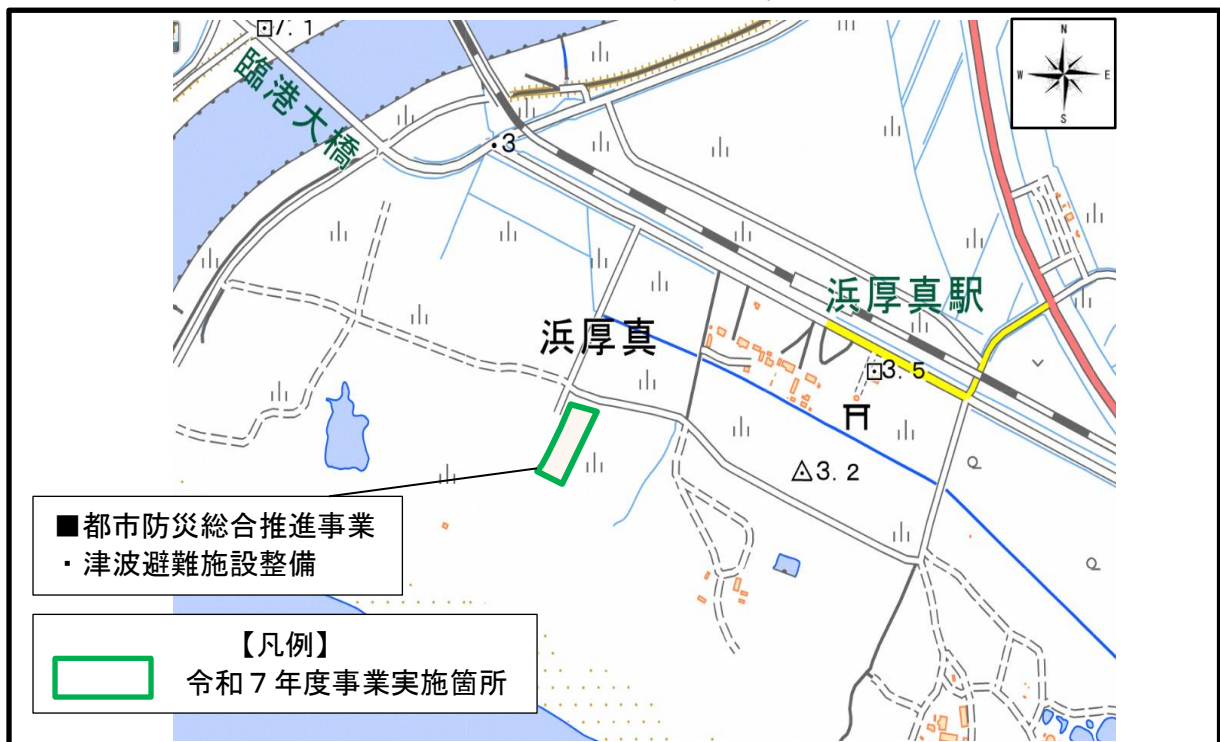 7.1
N
W
E
S
臨港大橋
3
浜厚真駅
浜厚真
3.5
3.2
■都市防災総合推進事業
・津波避難施設整備
【凡例】
令和７年度事業実施箇所